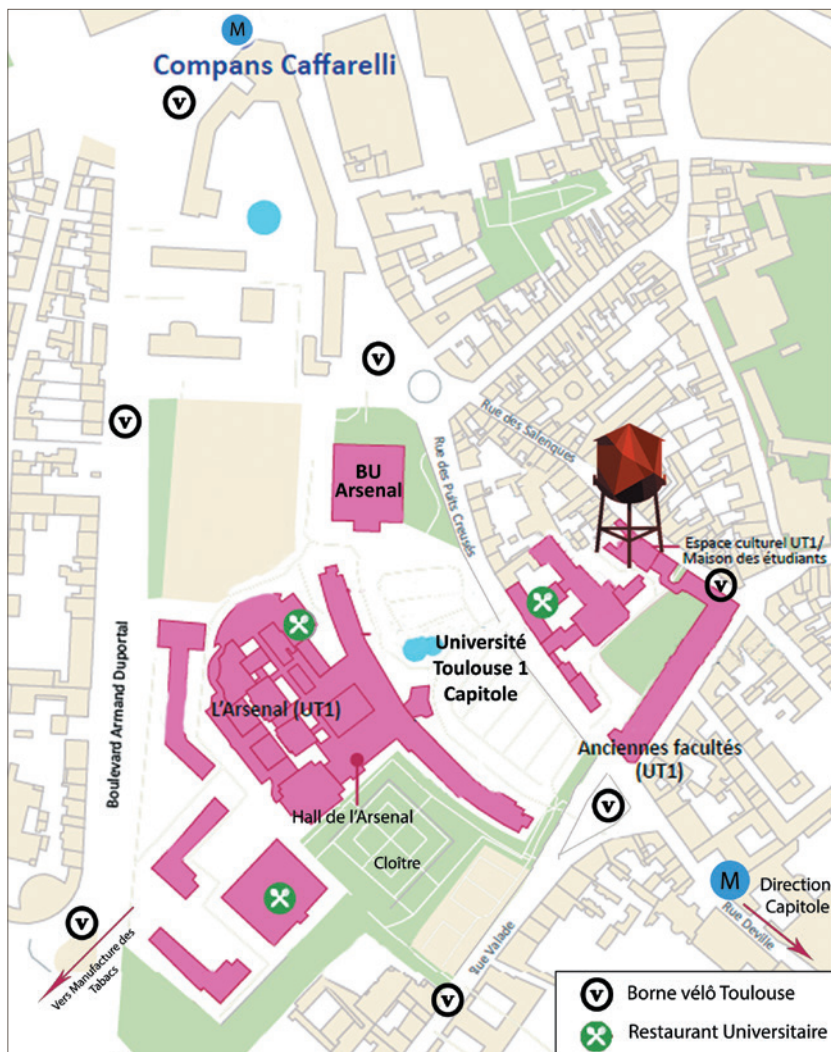 M
Compans Caffarelli
V
V
V
Rue des Salenques
BU
Arsenal
Rue des Puits Creusés
Espace culturel UT1/
Maison des étudiants
V
Université
Toulouse 1
Capitole
L'Arsenal (UT1)
Boulevard Armand Duportal
Anciennes facultés
(UT1)
V
Hall de l'Arsenal
Cloître
M
Direction
Capitole
Rue Deville
V
Vers Manufacture des
Tabacs
Rue Valade
V
V Borne vélô Toulouse
Restaurant Universitaire